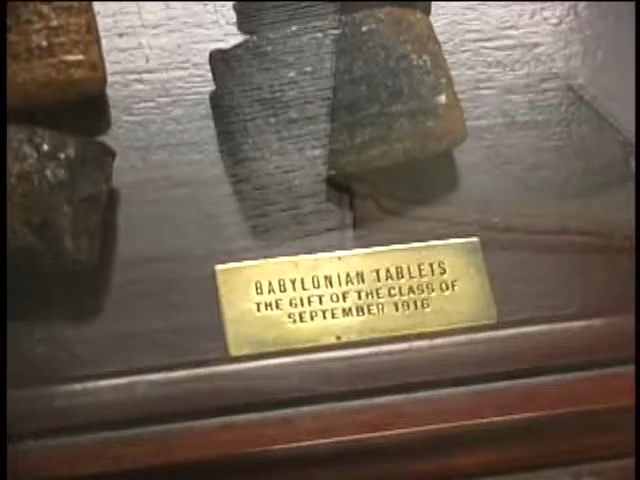 BABYLONIAN TABLETS
THE GIFT OF THE CLASS OF
SEPTEMBER 1916